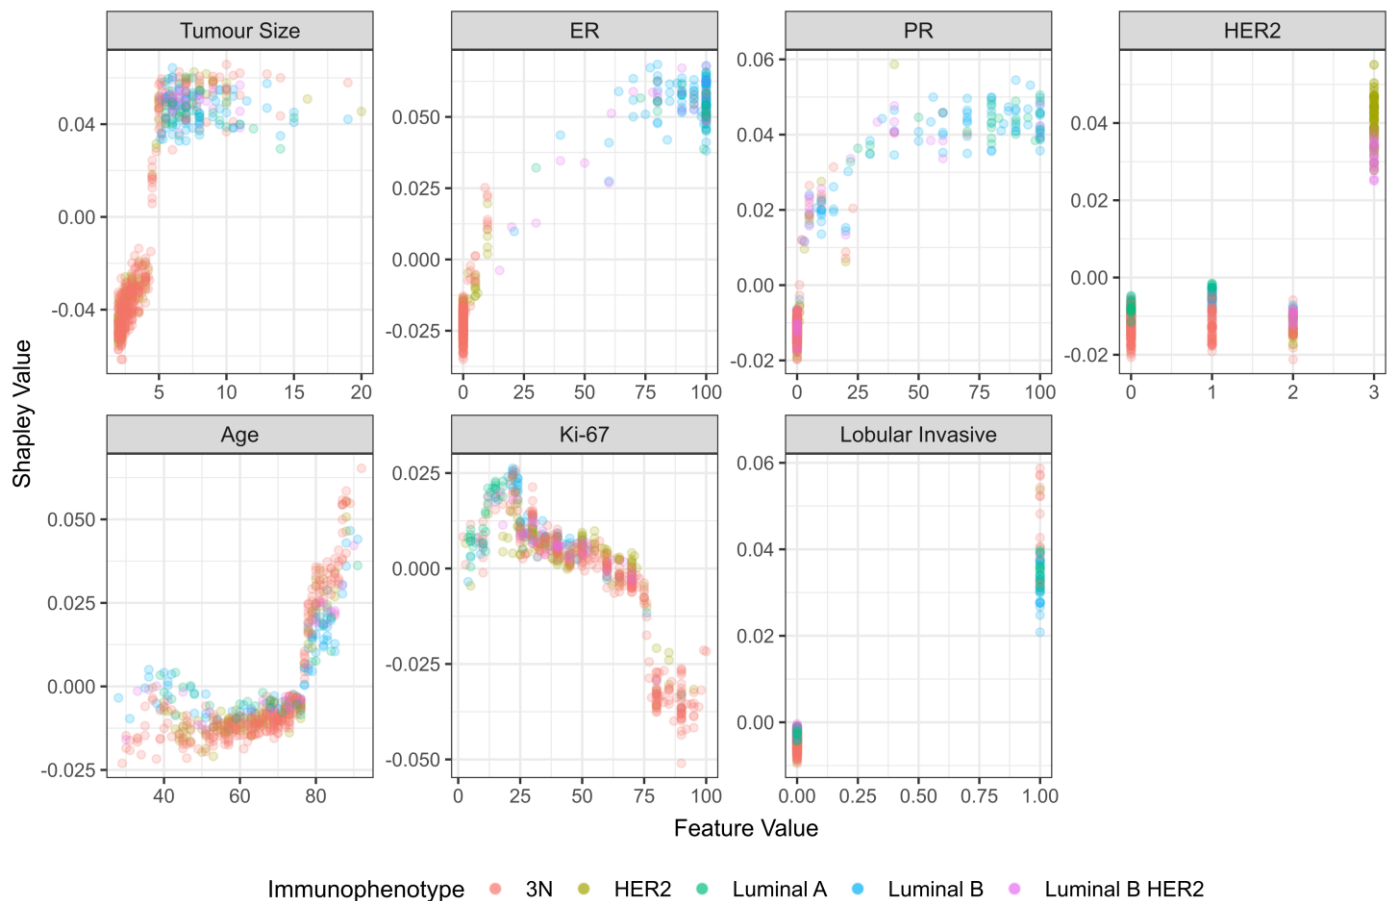 Tumour Size
ER
PR
HER2
0.04
0.00
-0.04
5 10 15 20
0.050
0.025
0.000
-0.025
0 25 50 75 100
0.06
0.04
0.02
0.00
-0.02
0 25 50 75 100
0.04
0.02
0.00
-0.02
0 1 2 3
Shapley Value
Age
Ki-67
Lobular Invasive
0.050
0.025
0.000
-0.025
40 60 80
0.025
0.000
-0.025
-0.050
0 25 50 75 100
0.06
0.04
0.02
0.00
0.00 0.25 0.50 0.75 1.00
Feature Value
Immunophenotype 3N HER2 Luminal A Luminal B Luminal B HER2